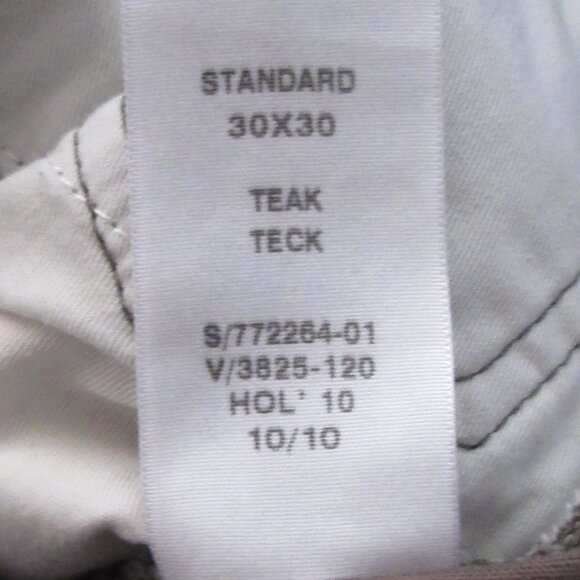 STANDARD
30X30
TEAK
TECK
S/772264-01
V/3825-120
HOL' 10
10/10